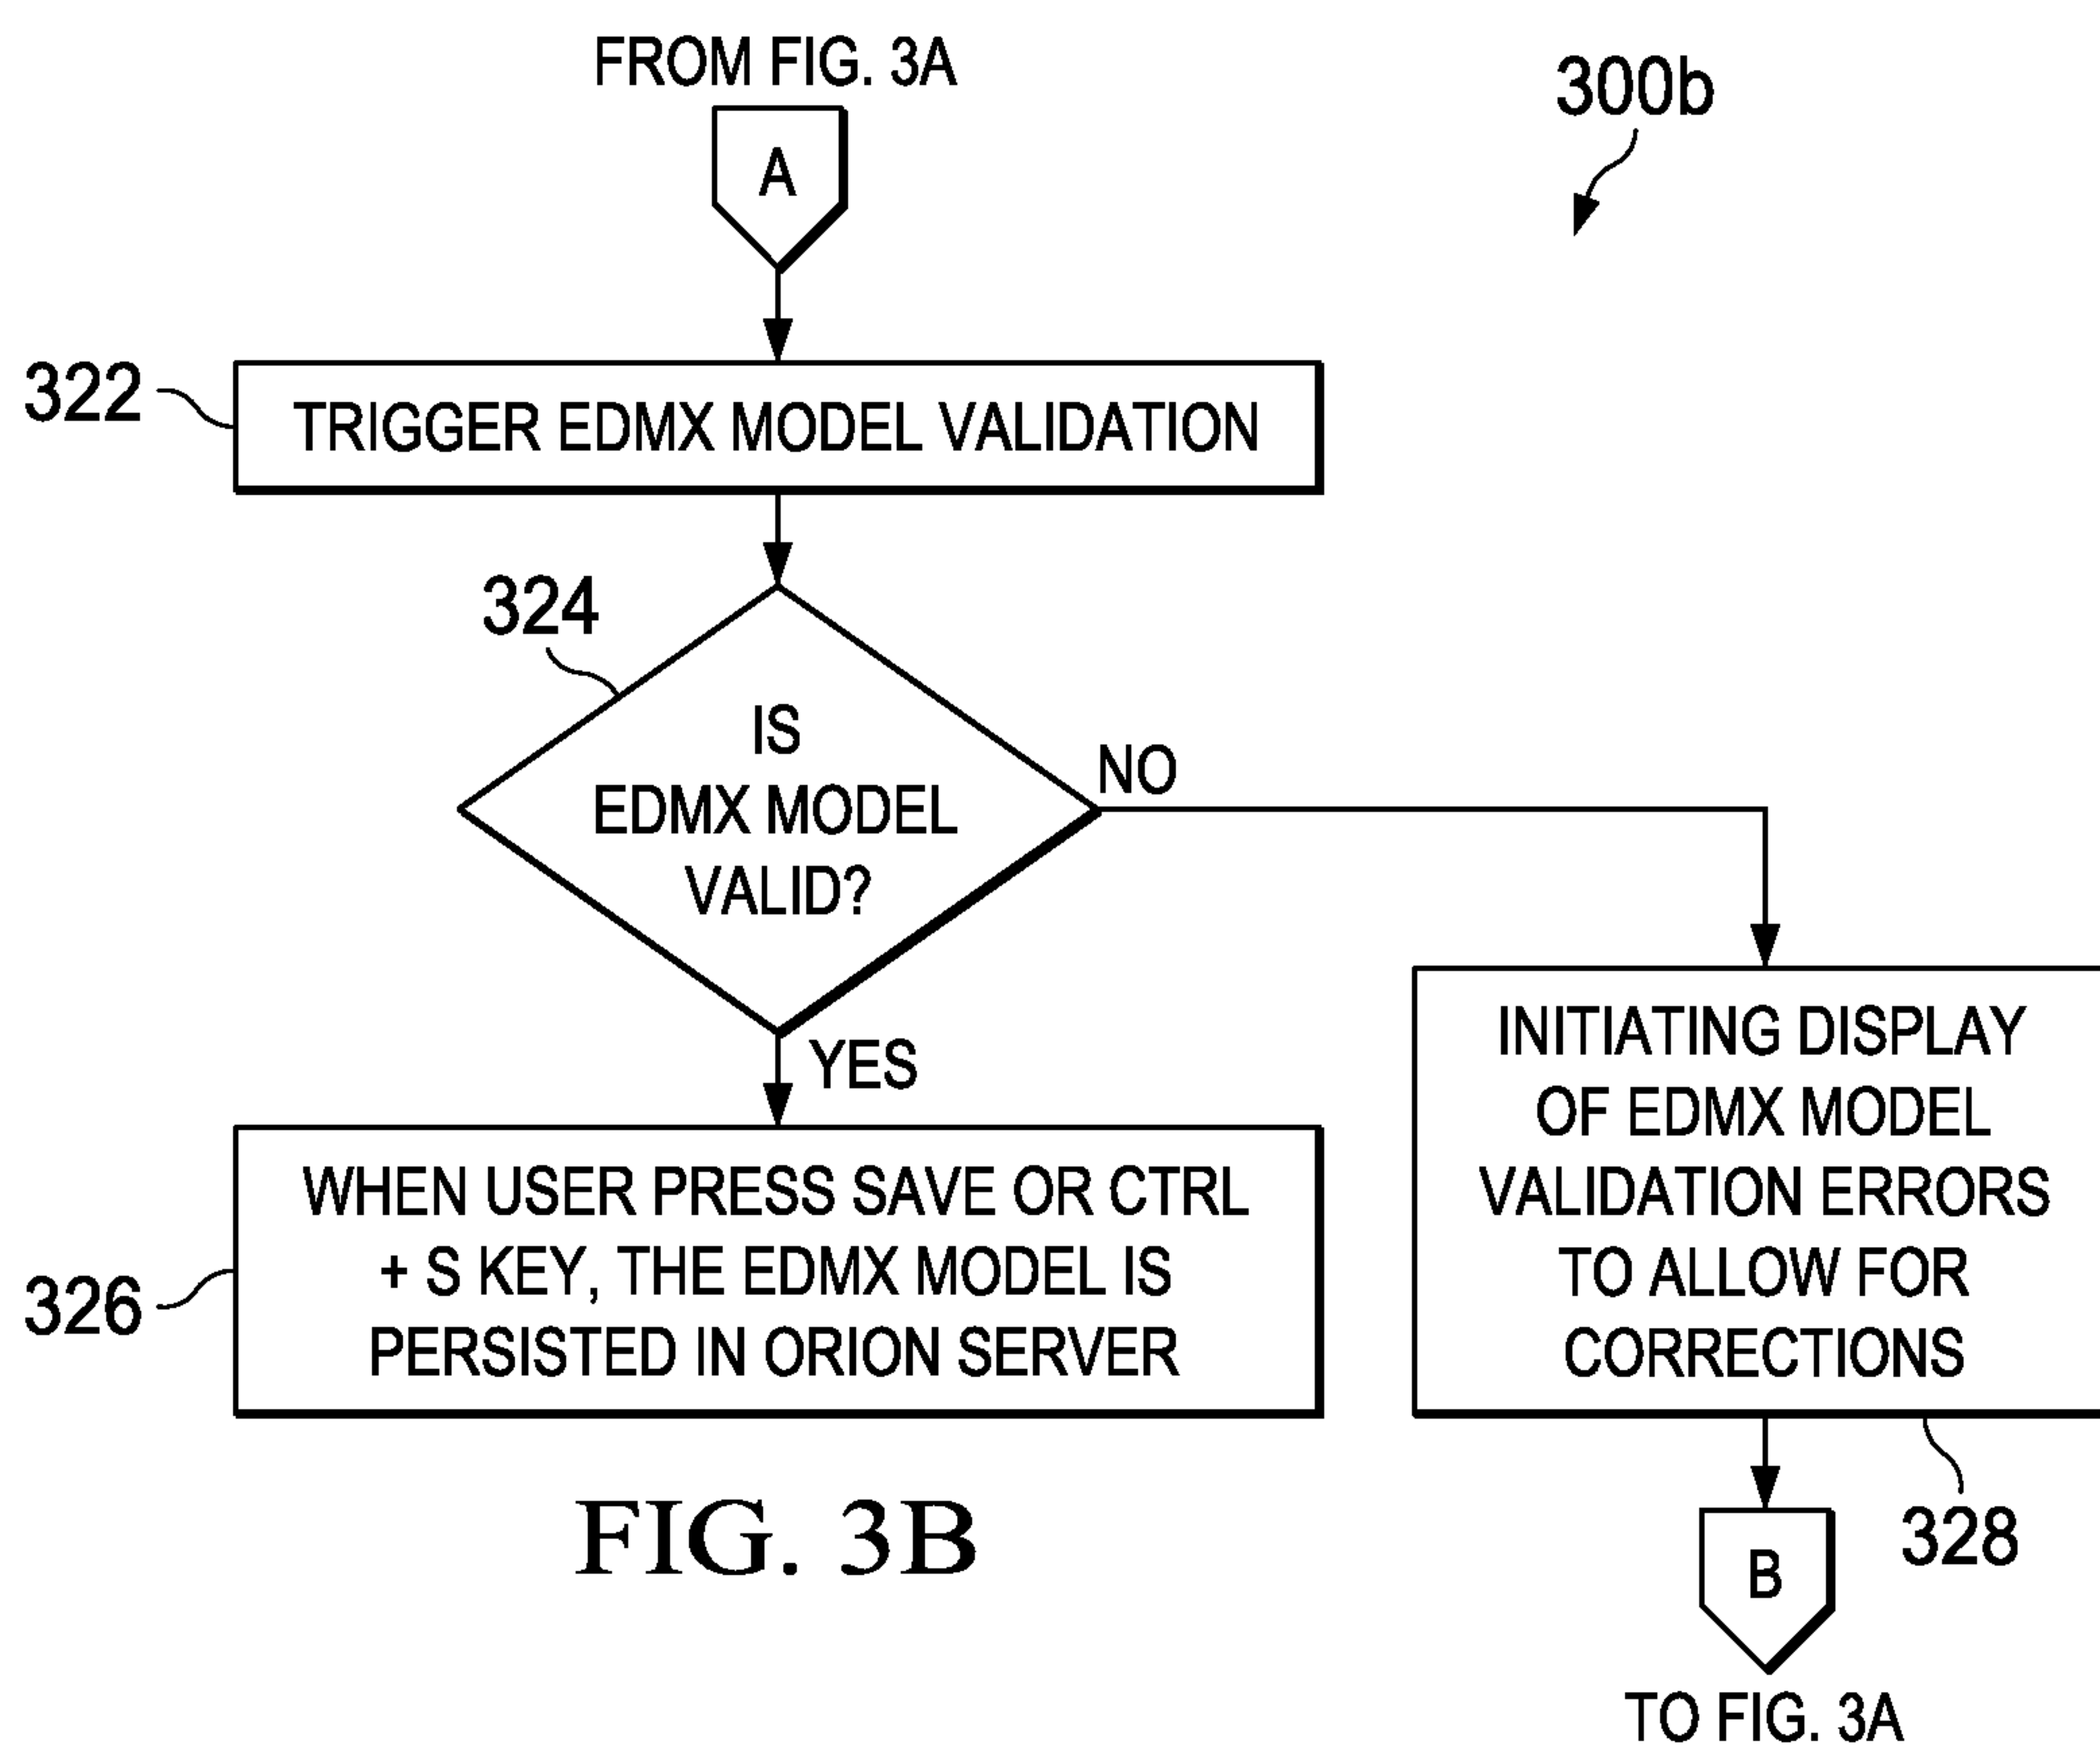 FROM FIG. 3A
300b
A
322
TRIGGER EDMX MODEL VALIDATION
324
IS
EDMX MODEL
VALID?
NO
YES
326
WHEN USER PRESS SAVE OR CTRL
+ S KEY, THE EDMX MODEL IS
PERSISTED IN ORION SERVER
INITIATING DISPLAY
OF EDMX MODEL
VALIDATION ERRORS
TO ALLOW FOR
CORRECTIONS
328
B
TO FIG. 3A
FIG. 3B